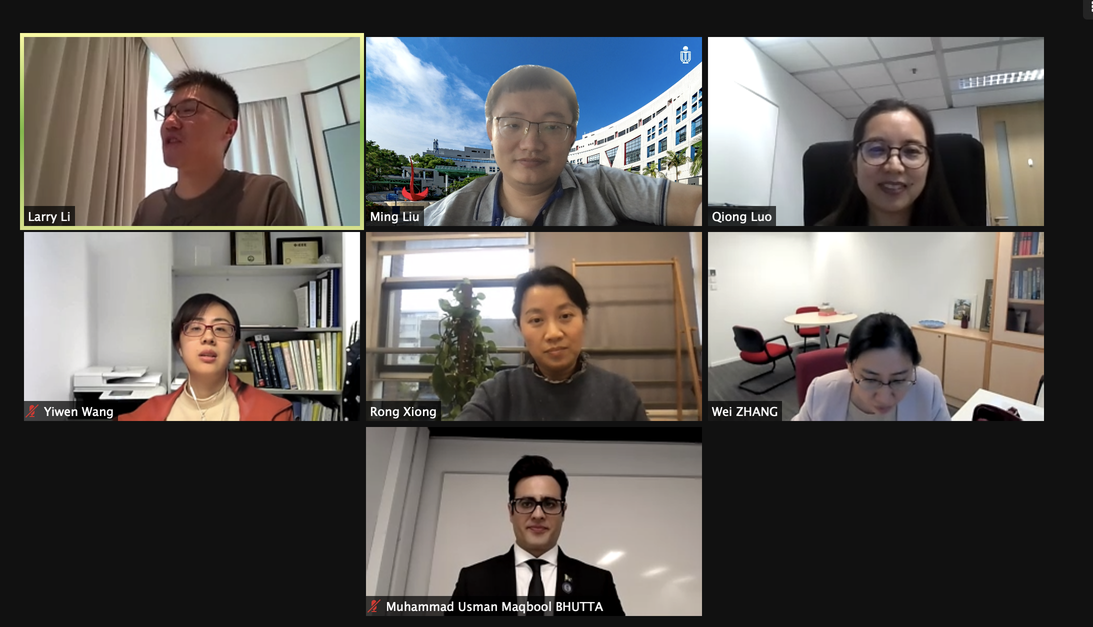 Larry Li
Ming Liu
Qiong Luo
Yiwen Wang
Rong Xiong
Wei ZHANG
Muhammad Usman Maqbool BHUTTA